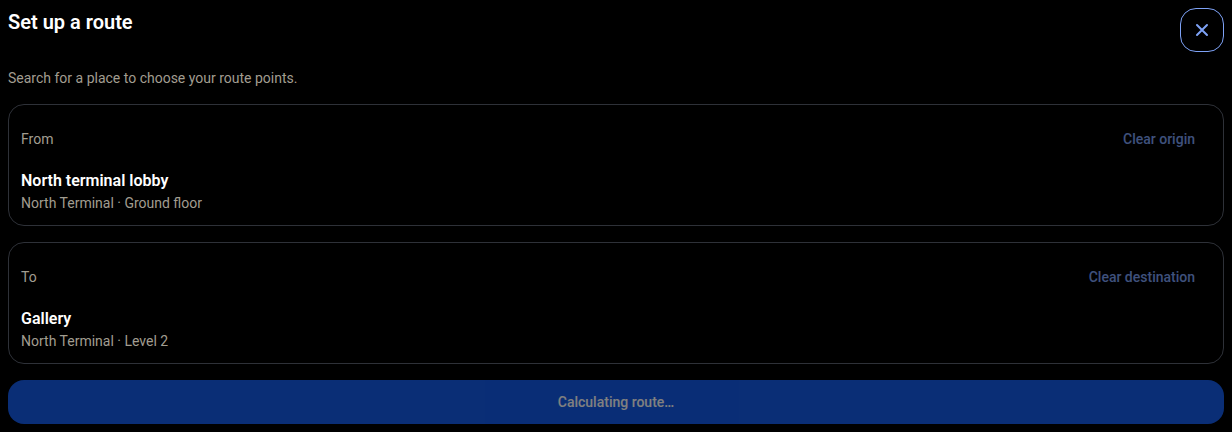 Set up a route
Search for a place to choose your route points.
From
Clear origin
North terminal lobby
North Terminal · Ground floor
To
Clear destination
Gallery
North Terminal · Level 2
Calculating route…